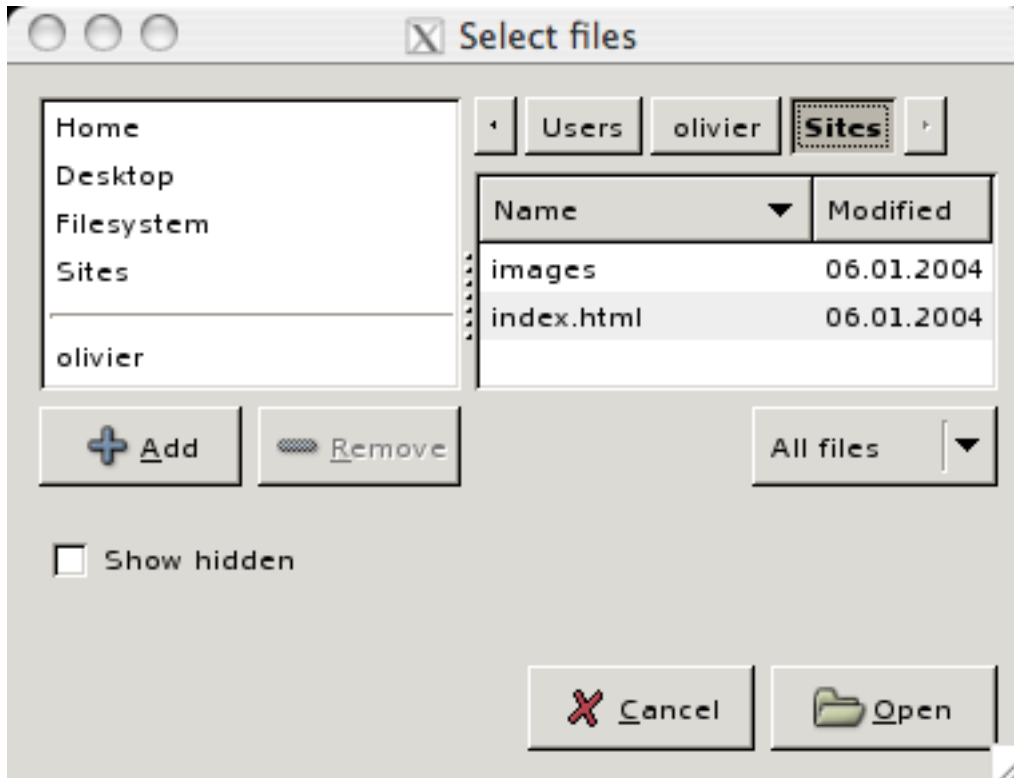 Select files
Home
Desktop
Filesystem
Sites
olivier
Add
Remove
Users
olivier
Sites
Name
Modified
images 06.01.2004
index.html 06.01.2004
All files
Show hidden
Cancel
Open